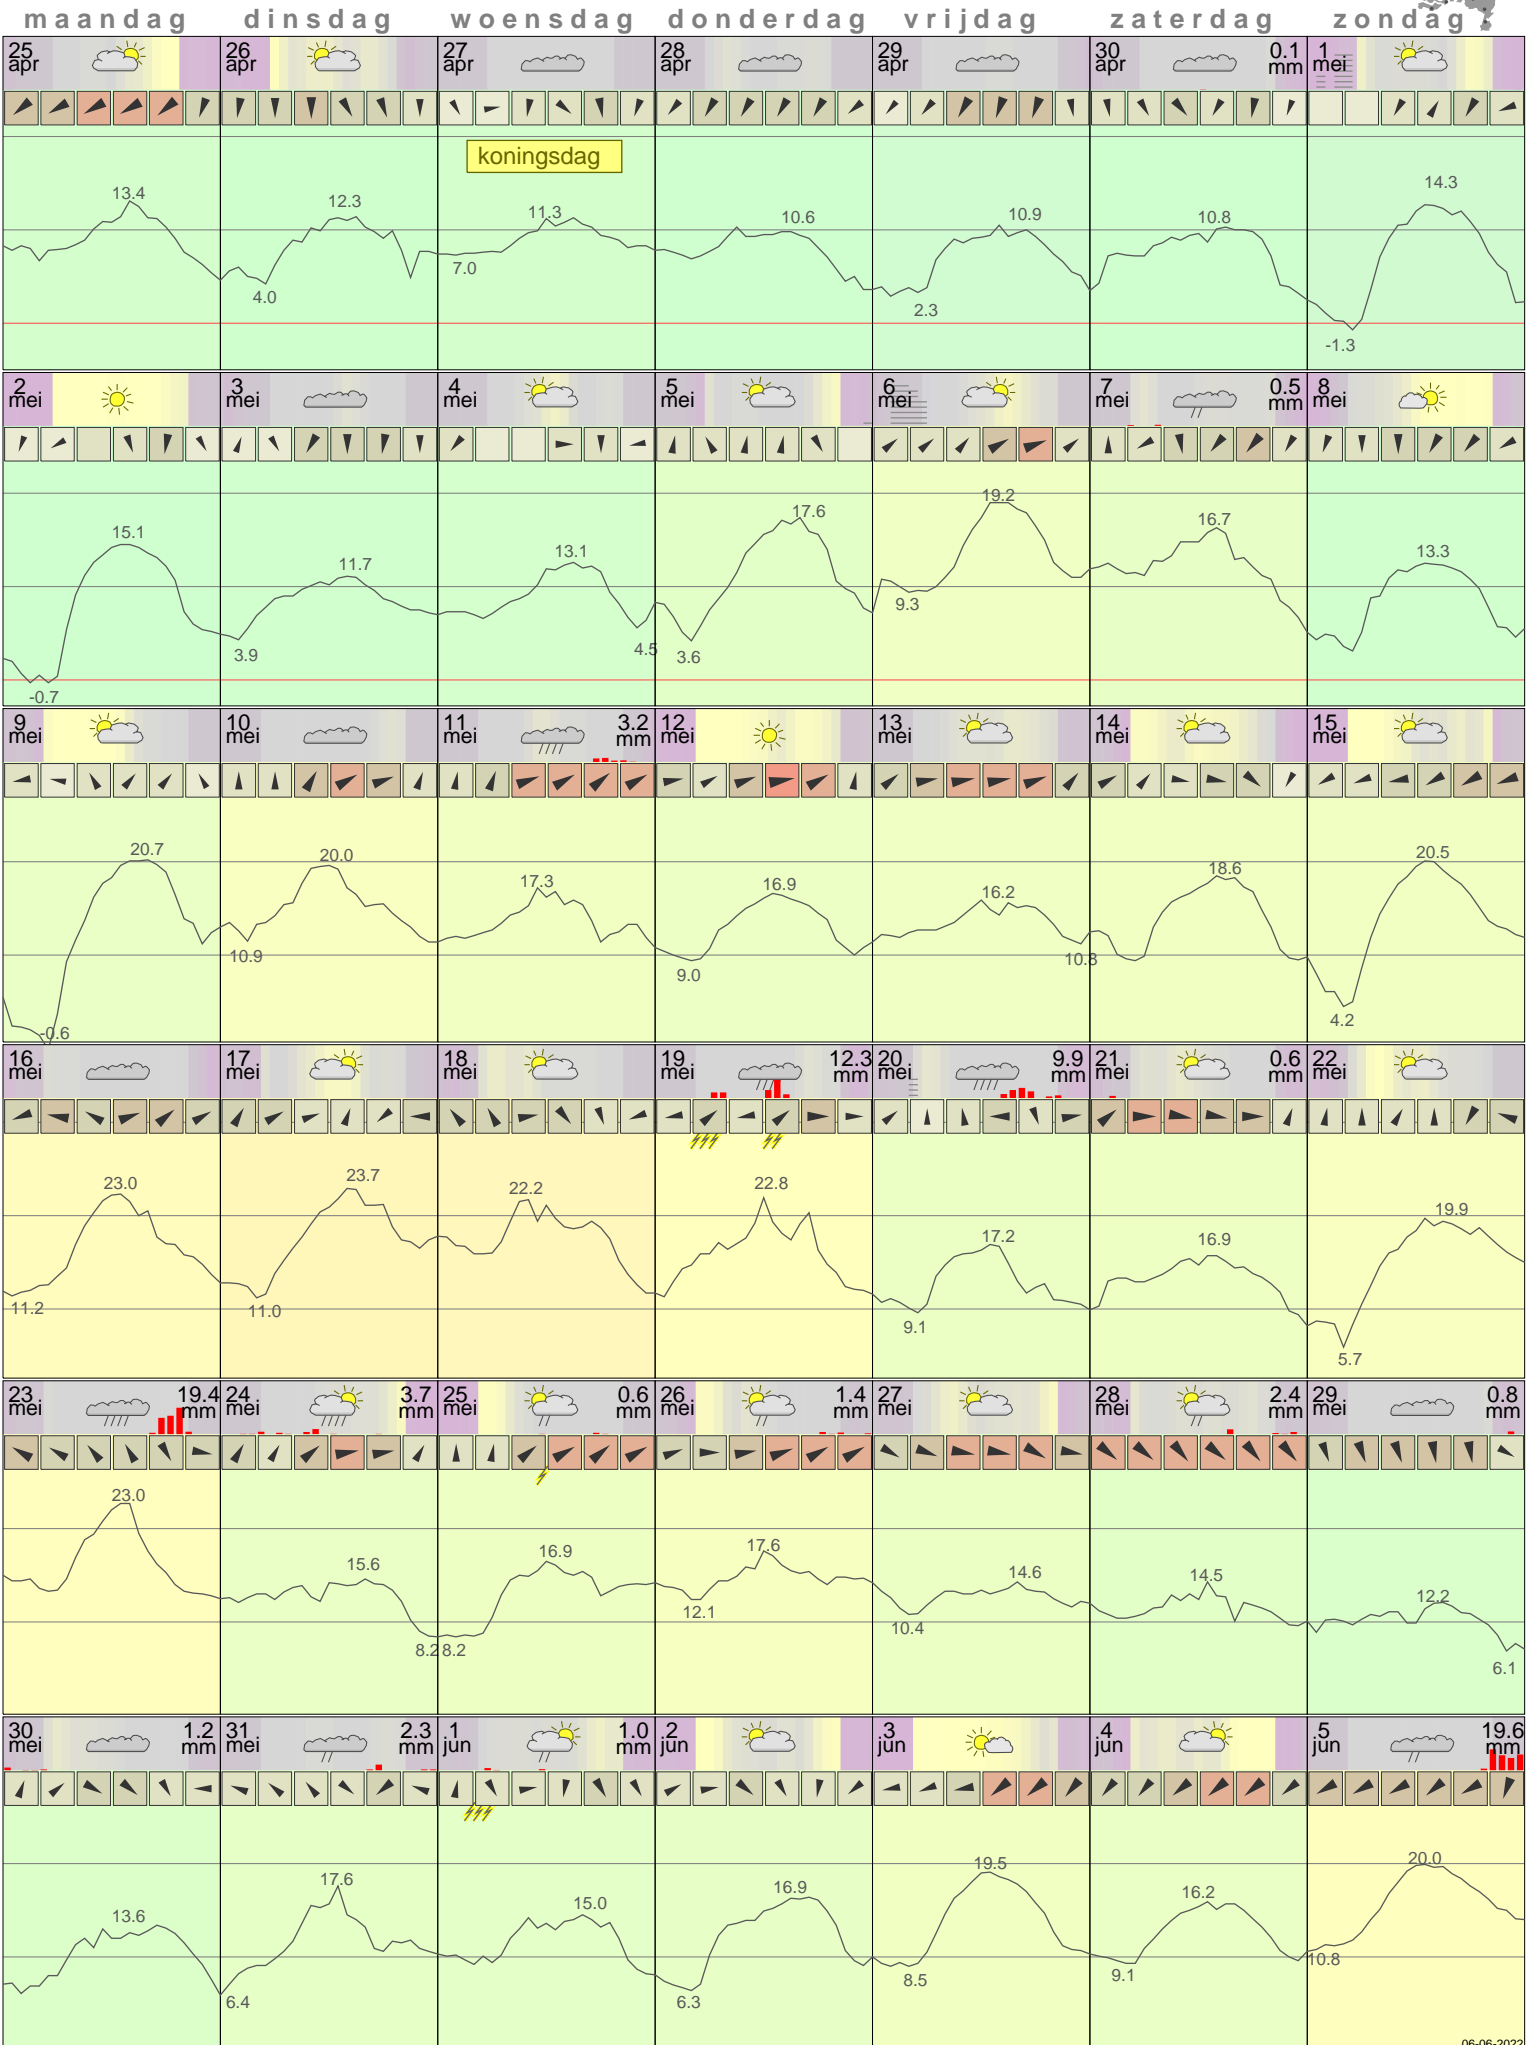 maandag dinsdag woensdag donderdag vrijdag zaterdag zondag
25 26 27 28 29 30 0.1 1
apr apr apr apr apr apr mm mei
koningsdag
13.4 12.3 11.3 10.6 10.9 10.8 14.3
4.0 7.0 2.3 -1.3
2 3 4 5 6 7 0.5 8
mei mei mei mei mei mei mm mei
15.1 11.7 13.1 17.6 19.2 16.7 13.3
-0.7 3.9 4.5 3.6 9.3
9 10 11 3.2 12 13 14 15
mei mei mei mm mei mei mei mei
20.7 20.0 17.3 16.9 16.2 18.6 20.5
-0.6 10.9 9.0 10.8 4.2
16 17 18 19 12.3 20 9.9 21 0.6 22
mei mei mei mei mm mei mm mei mm mei
23.0 23.7 22.2 22.8 17.2 16.9 19.9
11.2 11.0 9.1 5.7
23 19.4 24 3.7 25 0.6 26 1.4 27 28 2.4 29 0.8
mei mm mei mm mei mm mei mm mei mei mm mei mm
23.0 15.6 16.9 17.6 14.6 14.5 12.2
8.2 8.2 12.1 10.4 6.1
30 1.2 31 2.3 1 1.0 2 3 4 5 19.6
mei mm mei mm jun mm jun jun jun jun mm
13.6 17.6 15.0 16.9 19.5 16.2 20.0
6.4 6.3 8.5 9.1 10.8
06-06-2022